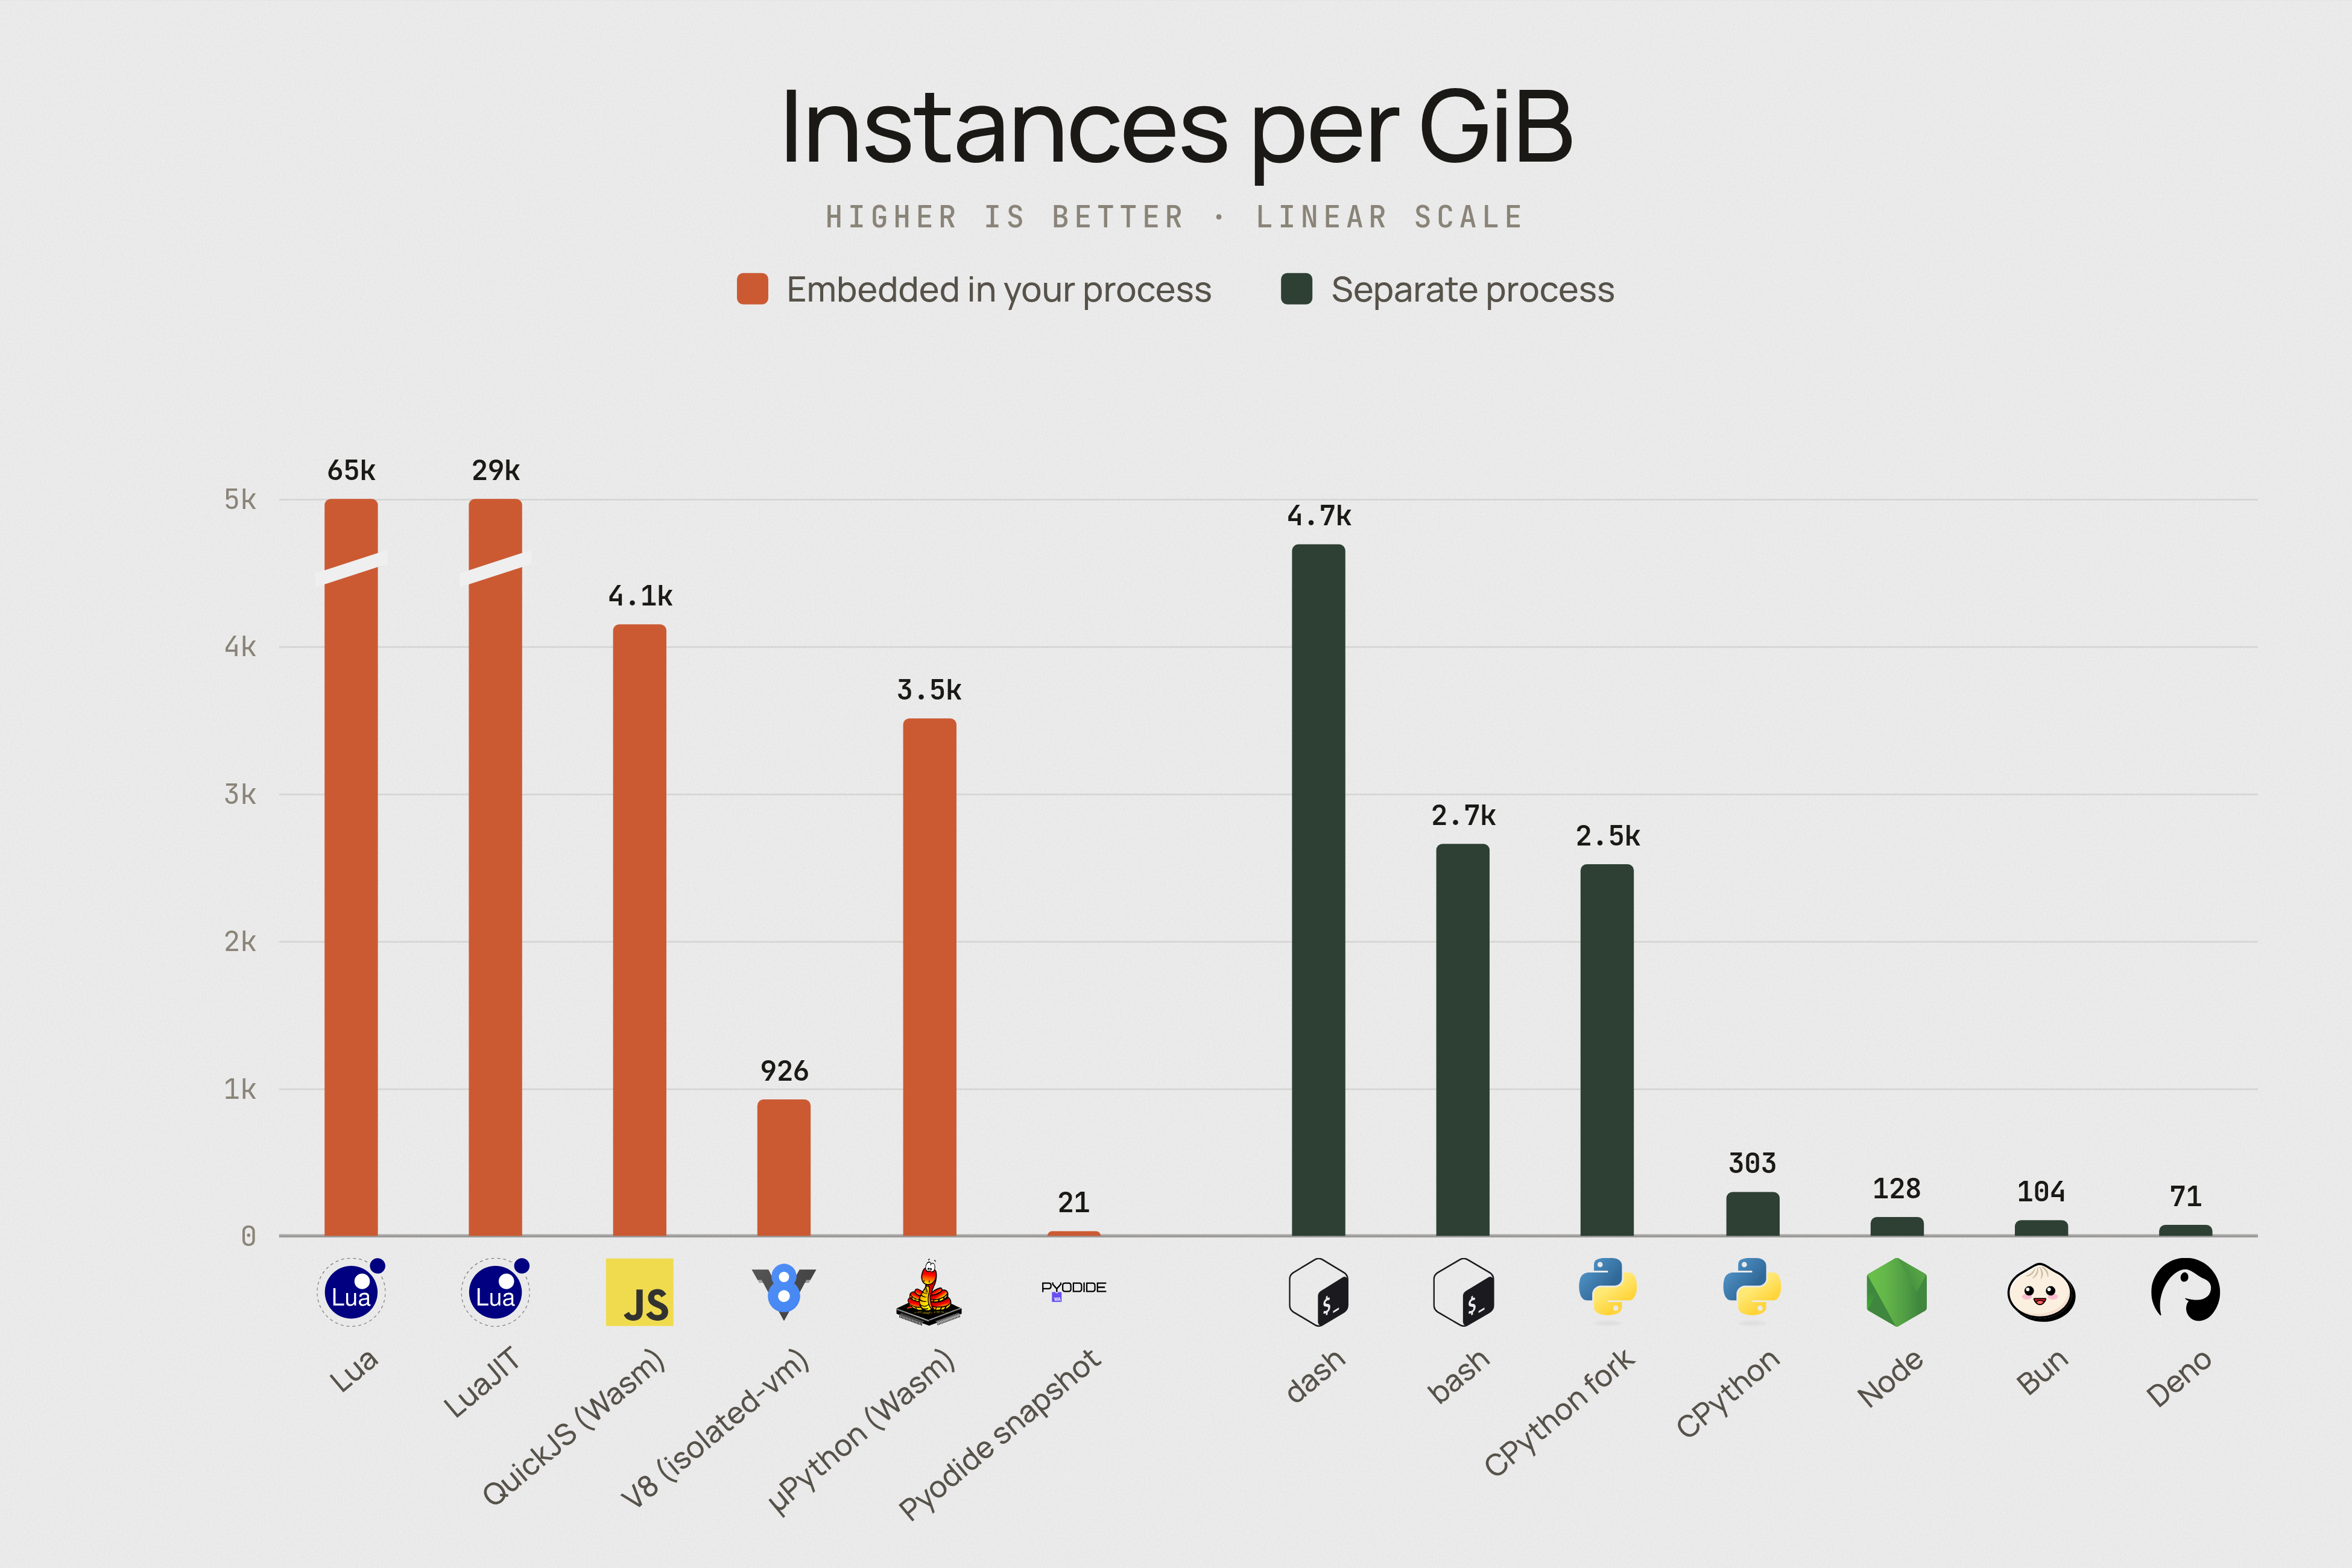 Instances per GiB
HIGHER IS BETTER · LINEAR SCALE
Embedded in your process
Separate process
65k
29k
4.1k
926
3.5k
21
4.7k
2.7k
2.5k
303
128
104
71
5k
4k
3k
2k
1k
0
Lua
Lua
JS
8
PYODIDE
$_
$_
Lua
LuaJIT
QuickJS (Wasm)
V8 (isolated-vm)
µPython (Wasm)
Pyodide snapshot
dash
bash
CPython fork
CPython
Node
Bun
Deno